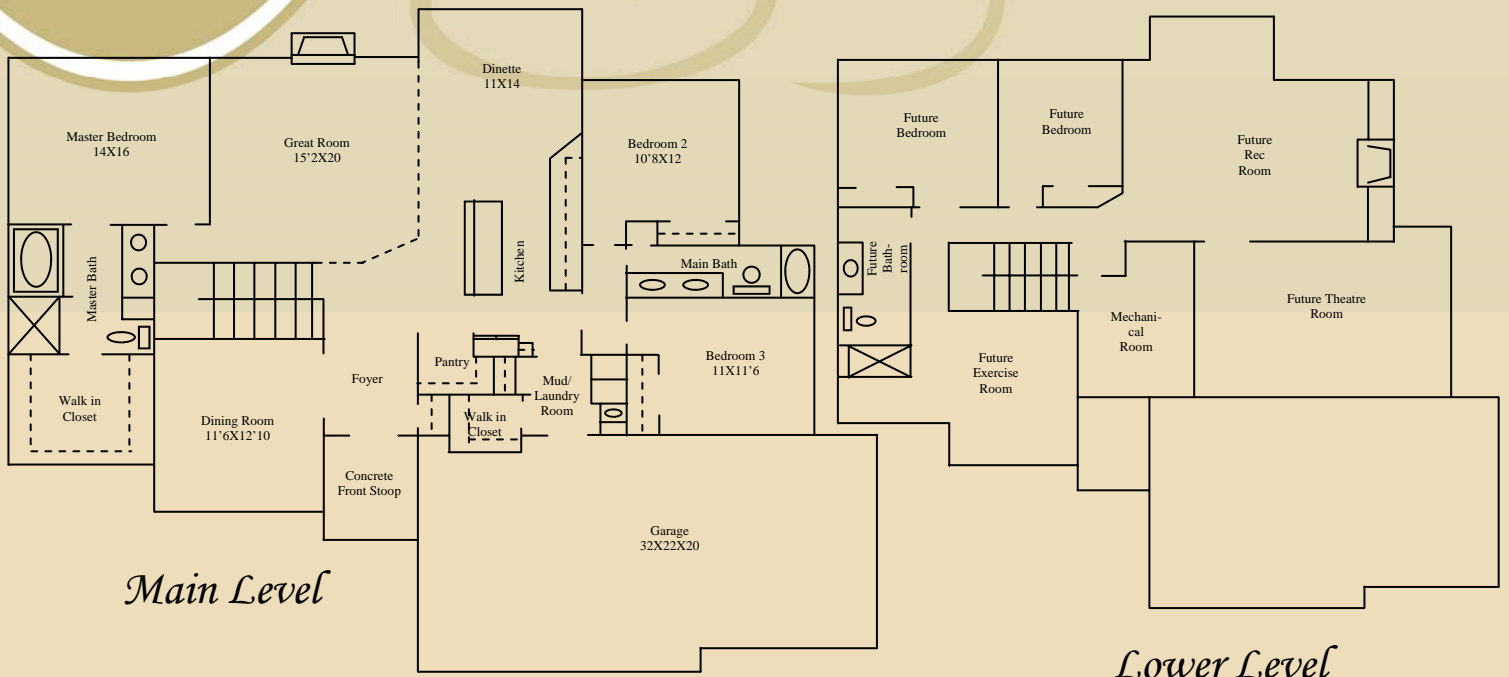 Dinette
11X14
Master Bedroom
14X16
Great Room
15’2X20
Bedroom 2
10’8X12
Kitchen
Master Bath
Main Bath
Walk in
Closet
Dining Room
11’6X12’10
Foyer
Pantry
Mud/
Laundry
Room
Walk in
Closet
Bedroom 3
11X11’6
Concrete
Front Stoop
Garage
32X22X20
Main Level
Future
Bedroom
Future
Bedroom
Future
Rec
Room
Future
Bath-
room
Mechani-
cal
Room
Future Theatre
Room
Future
Exercise
Room
Lower Level